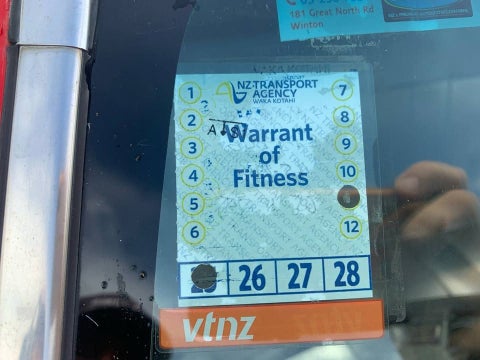 181 Great North Rd
Winton
NZ TRANSPORT
AGENCY
WAKA KOTAHI
1 7
2 8
3 9
4 10
5
6 12
Warrant
of
Fitness
26 27 28
vtnz